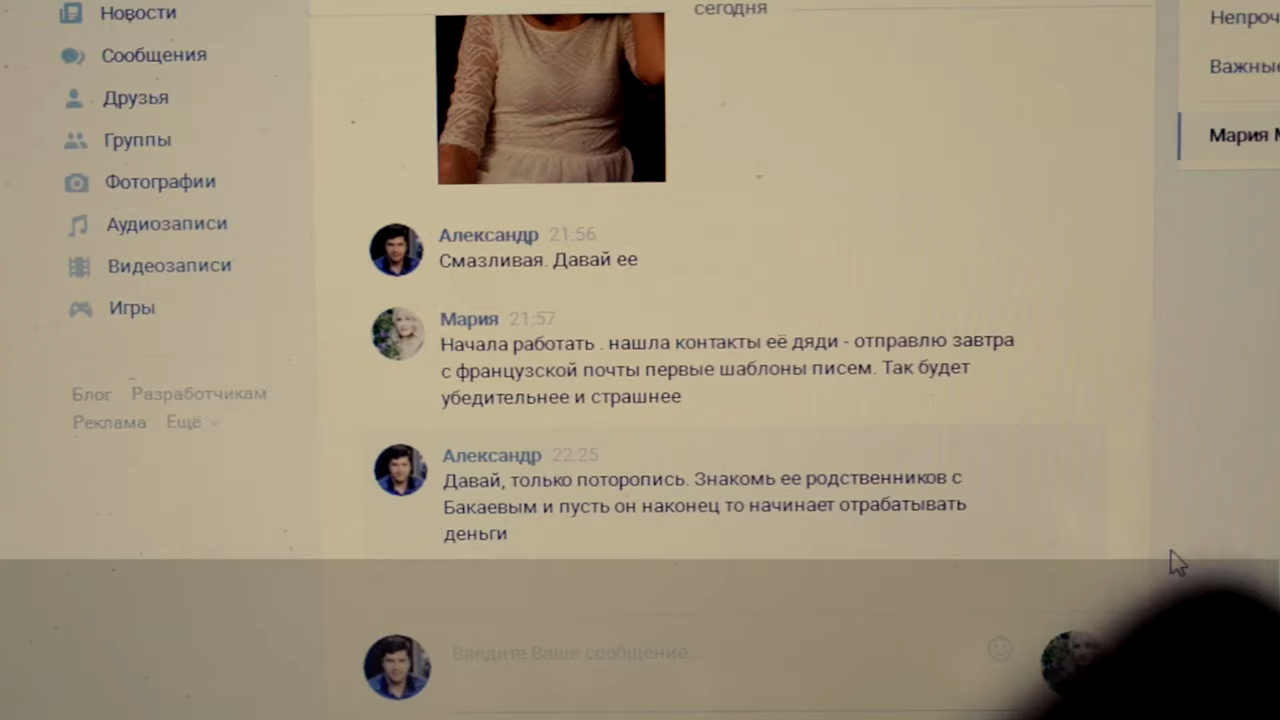 Новости
Сообщения
Друзья
Группы
Фотографии
Аудиозаписи
Видеозаписи
Игры
Блог Разработчикам
Реклама Ещё
сегодня
Александр 21:56
Смазливая. Давай ее
Мария 21:57
Начала работать . нашла контакты её дяди - отправлю завтра
с французской почты первые шаблоны писем. Так будет
убедительнее и страшнее
Александр 22:25
Давай, только поторопись. Знакомь ее родственников с
Бакаевым и пусть он наконец то начинает отрабатывать
деньги
Введите Ваше сообщение...
Непроч
Важные
Мария М